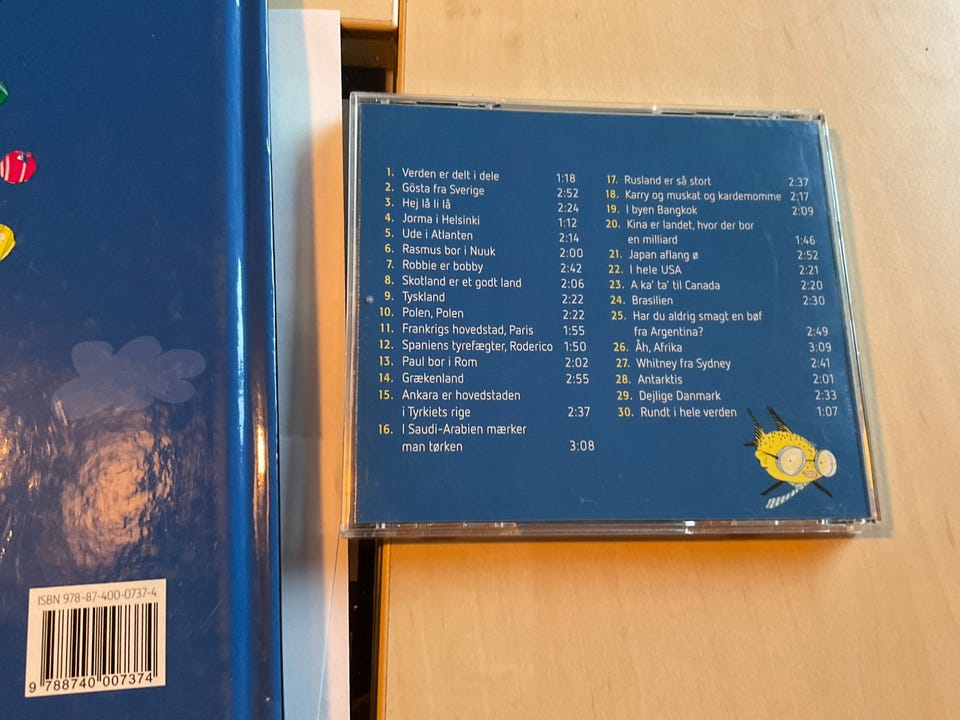 1. Verden er delt i dele 1:18
2. Gösta fra Sverige 2:52
3. Hej lå li lå 2:24
4. Jorma i Helsinki 1:12
5. Ude i Atlanten 2:14
6. Rasmus bor i Nuuk 2:00
7. Robbie er bobby 2:42
8. Skotland er et godt land 2:06
9. Tyskland 2:22
10. Polen, Polen 2:22
11. Frankrigs hovedstad, Paris 1:55
12. Spaniens tyrefægter, Roderico 1:50
13. Paul bor i Rom 2:02
14. Grækenland 2:55
15. Ankara er hovedstaden
i Tyrkiets rige 2:37
16. I Saudi-Arabien mærker
man tørken 3:08
17. Rusland er så stort 2:37
18. Karry og muskat og kardemomme 2:17
19. I byen Bangkok 2:09
20. Kina er landet, hvor der bor
en milliard 1:46
21. Japan aflang ø 2:52
22. I hele USA 2:21
23. A ka' ta' til Canada 2:20
24. Brasilien 2:30
25. Har du aldrig smagt en bøf
fra Argentina? 2:49
26. Åh, Afrika 3:09
27. Whitney fra Sydney 2:41
28. Antarktis 2:01
29. Dejlige Danmark 2:33
30. Rundt i hele verden 1:07
ISBN 978-87-400-0737-4
9 788740 007374